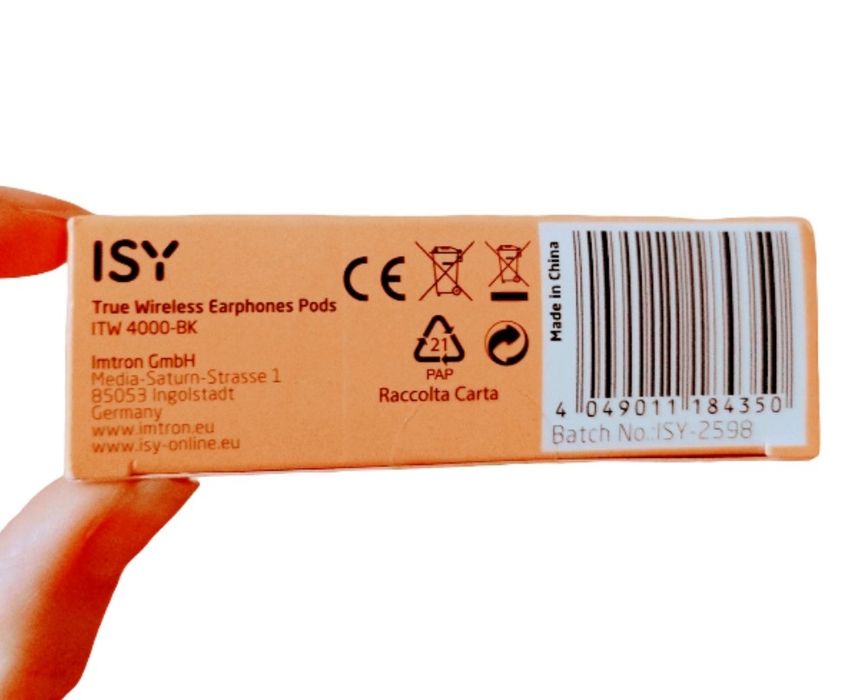 ISY
True Wireless Earphones Pods
ITW 4000-BK
Imtron GmbH
Media-Saturn-Strasse 1
85053 Ingolstadt
Germany
www.imtron.eu
www.isy-online.eu
CE
21
PAP
Raccolta Carta
Made in China
4 049011 184350
Batch No.:ISY-2598